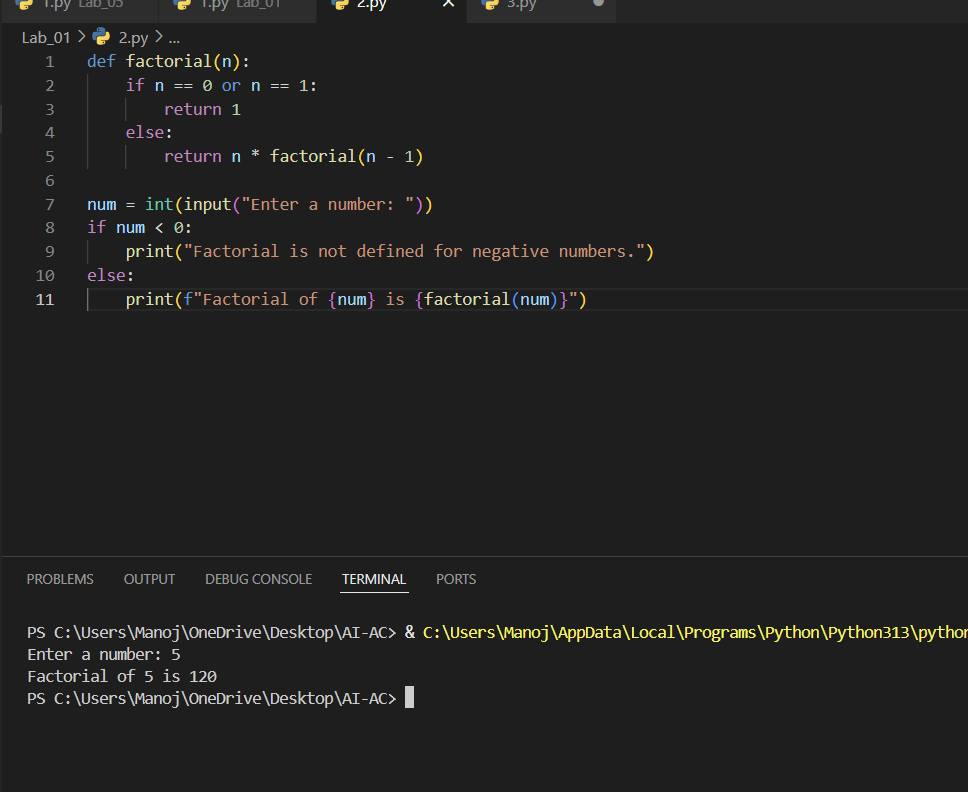 1.py Lab_05 1.py Lab_01 2.py × 3.py
Lab_01 > 2.py > ...
1 def factorial(n):
2     if n == 0 or n == 1:
3         return 1
4     else:
5         return n * factorial(n - 1)
6
7 num = int(input("Enter a number: "))
8 if num < 0:
9     print("Factorial is not defined for negative numbers.")
10 else:
11     print(f"Factorial of {num} is {factorial(num)}")
PROBLEMS OUTPUT DEBUG CONSOLE TERMINAL PORTS
PS C:\Users\Manoj\OneDrive\Desktop\AI-AC> & C:\Users\Manoj\AppData\Local\Programs\Python\Python313\python
Enter a number: 5
Factorial of 5 is 120
PS C:\Users\Manoj\OneDrive\Desktop\AI-AC>